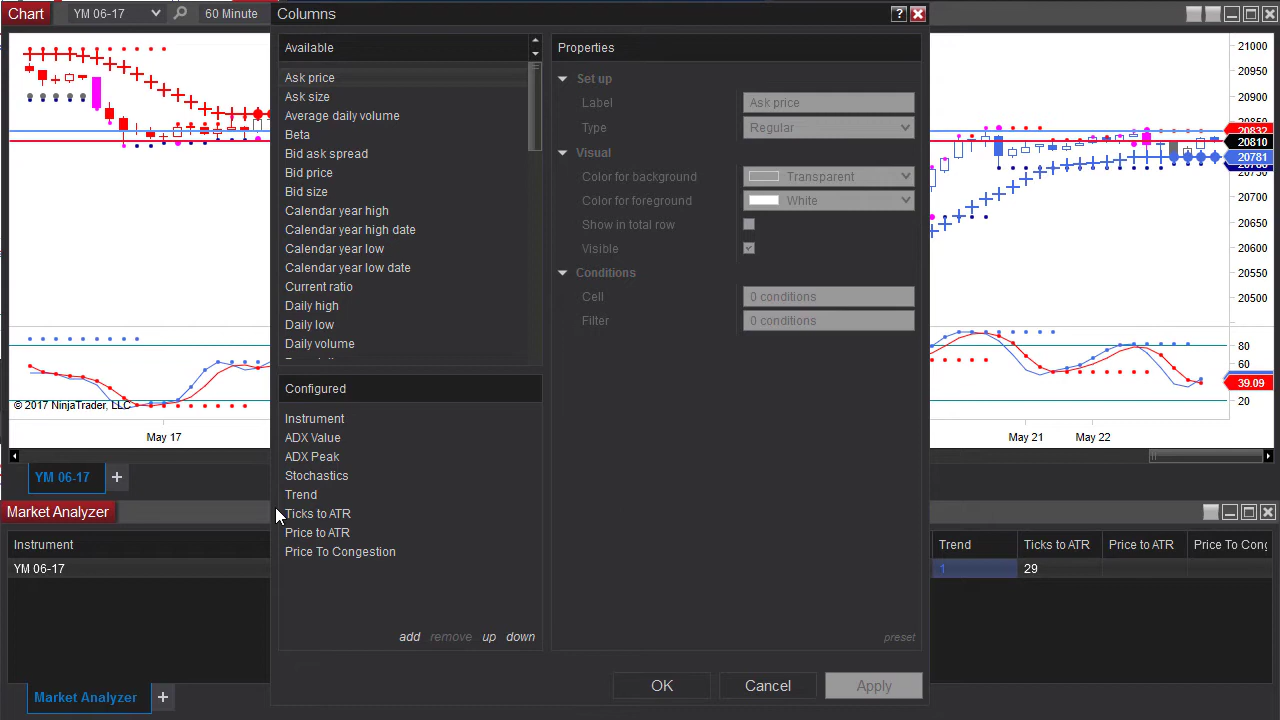 Chart
YM 06-17
60 Minute
Columns
?
Available
Ask price
Ask size
Average daily volume
Beta
Bid ask spread
Bid price
Bid size
Calendar year high
Calendar year high date
Calendar year low
Calendar year low date
Current ratio
Daily high
Daily low
Daily volume
Configured
Instrument
ADX Value
ADX Peak
Stochastics
Trend
Ticks to ATR
Price to ATR
Price To Congestion
add remove up down
Properties
Set up
Label Ask price
Type Regular
Visual
Color for background Transparent
Color for foreground White
Show in total row
Visible
Conditions
Cell 0 conditions
Filter 0 conditions
preset
OK Cancel Apply
21000
20950
20900
20832
20810
20781
20750
20700
20650
20600
20550
20500
80
60
39.09
20
© 2017 NinjaTrader, LLC
May 17
May 21 May 22
YM 06-17 +
Market Analyzer
Instrument Trend Ticks to ATR Price to ATR
YM 06-17 1 29
Market Analyzer +